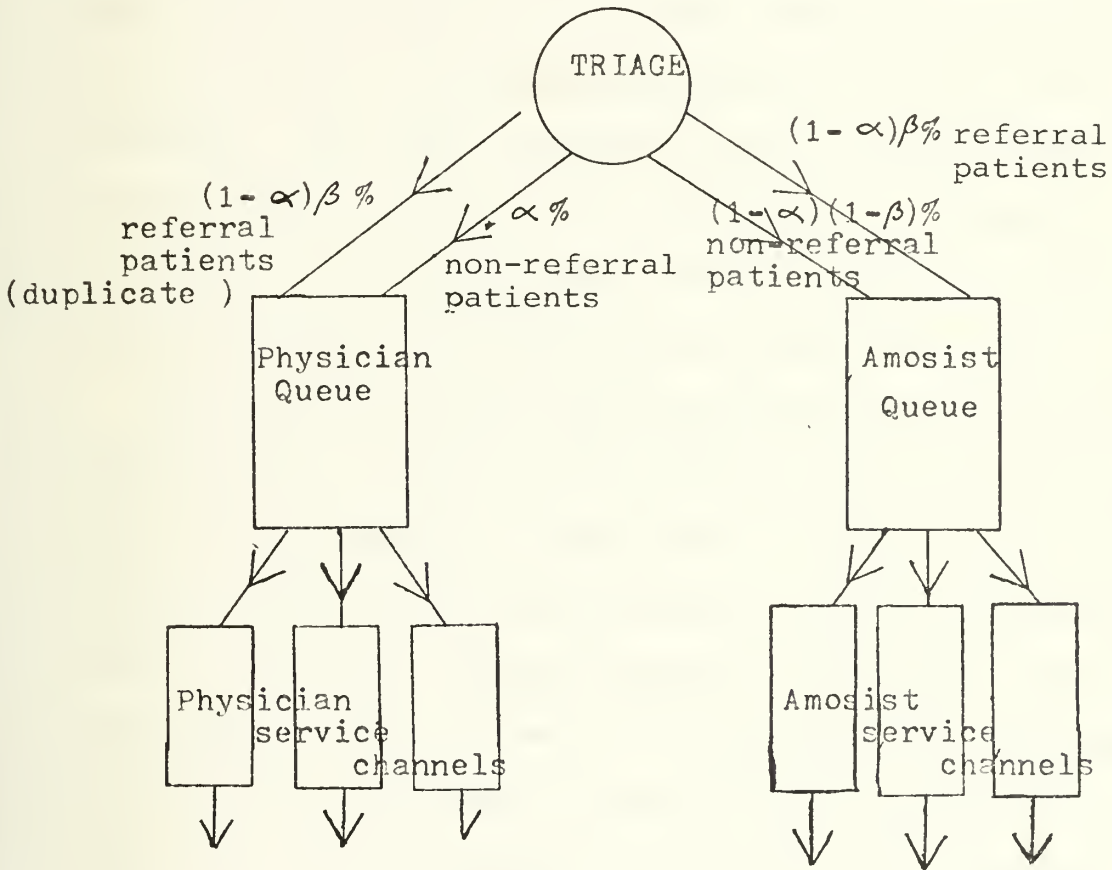 TRIAGE
(1-α)β% referral
patients
(1-α)β%
referral
patients
(duplicate )
α%
non-referral
patients
(1-α)(1-β)%
non-referral
patients
Physician
Queue
Amosist
Queue
Physician
service
channels
Amosist
service
channels